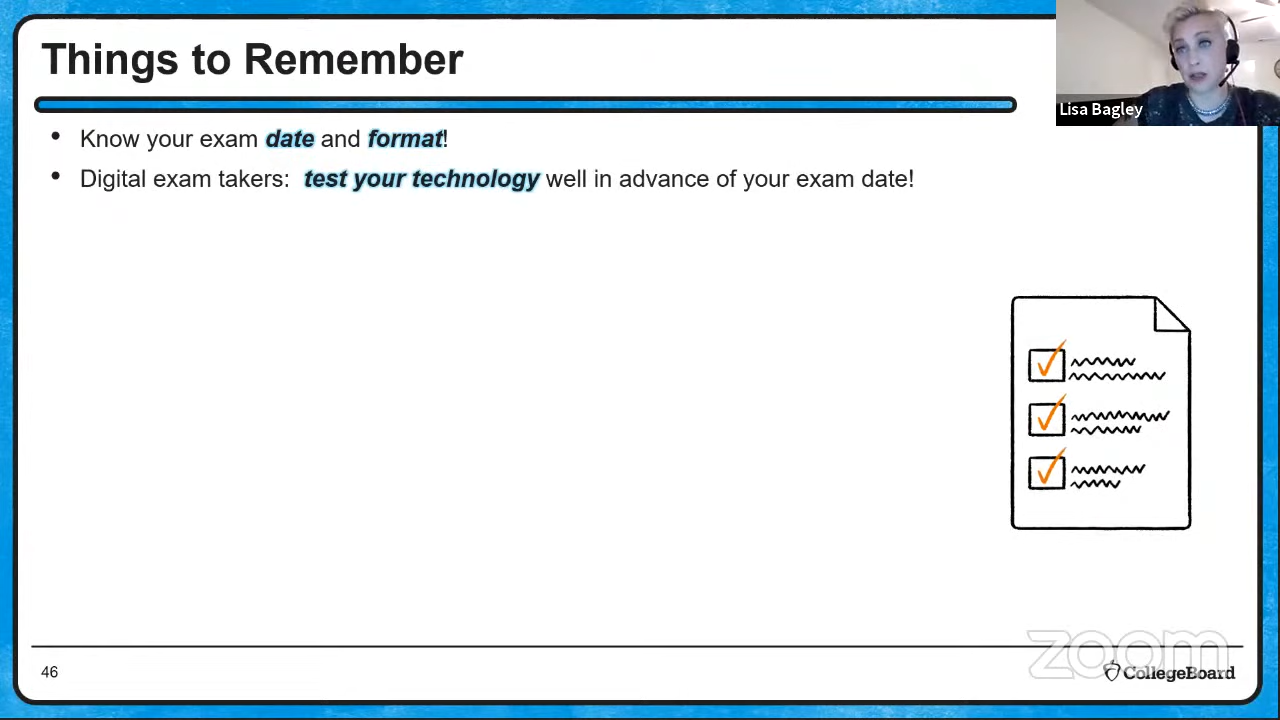 Things to Remember
Lisa Bagley
• Know your exam date and format!
• Digital exam takers: test your technology well in advance of your exam date!
zoom
46
CollegeBoard